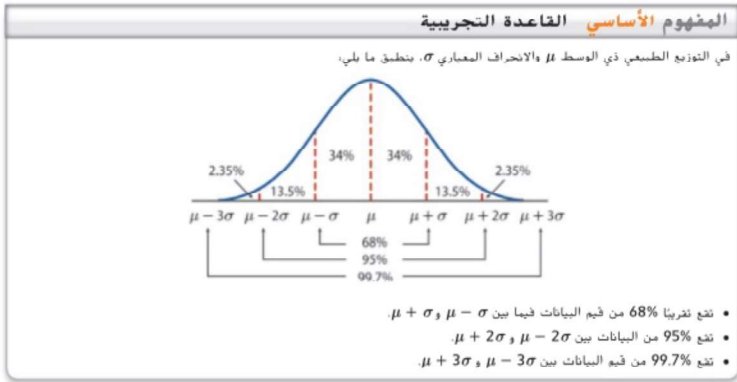 المفهوم الأساسي القاعدة التجريبية
في التوزيع الطبيعي ذي الوسط μ والانحراف المعياري σ، ينطبق ما يلي:
34% 34%
2.35% 2.35%
13.5% 13.5%
μ − 3σ μ − 2σ μ − σ μ μ + σ μ + 2σ μ + 3σ
68%
95%
99.7%
• تقع تقريبًا 68% من قيم البيانات فيما بين μ − σ و μ + σ.
• تقع 95% من البيانات بين μ − 2σ و μ + 2σ.
• تقع 99.7% من قيم البيانات بين μ − 3σ و μ + 3σ.